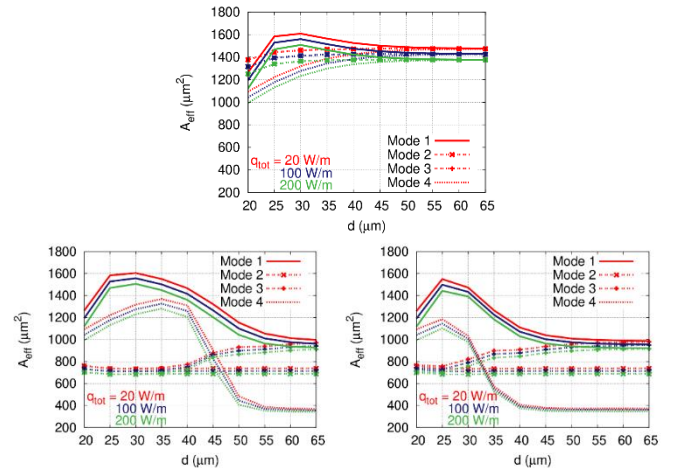 1800
1600
1400
1200
1000
800
600
400
200
A_eff (μm²)
Mode 1
Mode 2
Mode 3
Mode 4
q_tot = 20 W/m
100 W/m
200 W/m
20 25 30 35 40 45 50 55 60 65
d (μm)
1800
1600
1400
1200
1000
800
600
400
200
A_eff (μm²)
Mode 1
Mode 2
Mode 3
Mode 4
q_tot = 20 W/m
100 W/m
200 W/m
20 25 30 35 40 45 50 55 60 65
d (μm)
1800
1600
1400
1200
1000
800
600
400
200
A_eff (μm²)
Mode 1
Mode 2
Mode 3
Mode 4
q_tot = 20 W/m
100 W/m
200 W/m
20 25 30 35 40 45 50 55 60 65
d (μm)